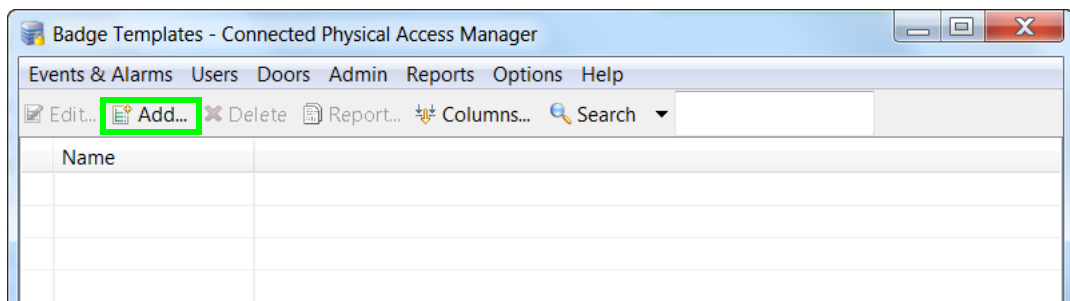 Badge Templates - Connected Physical Access Manager
Events & Alarms Users Doors Admin Reports Options Help
Edit... Add... Delete Report... Columns... Search
Name